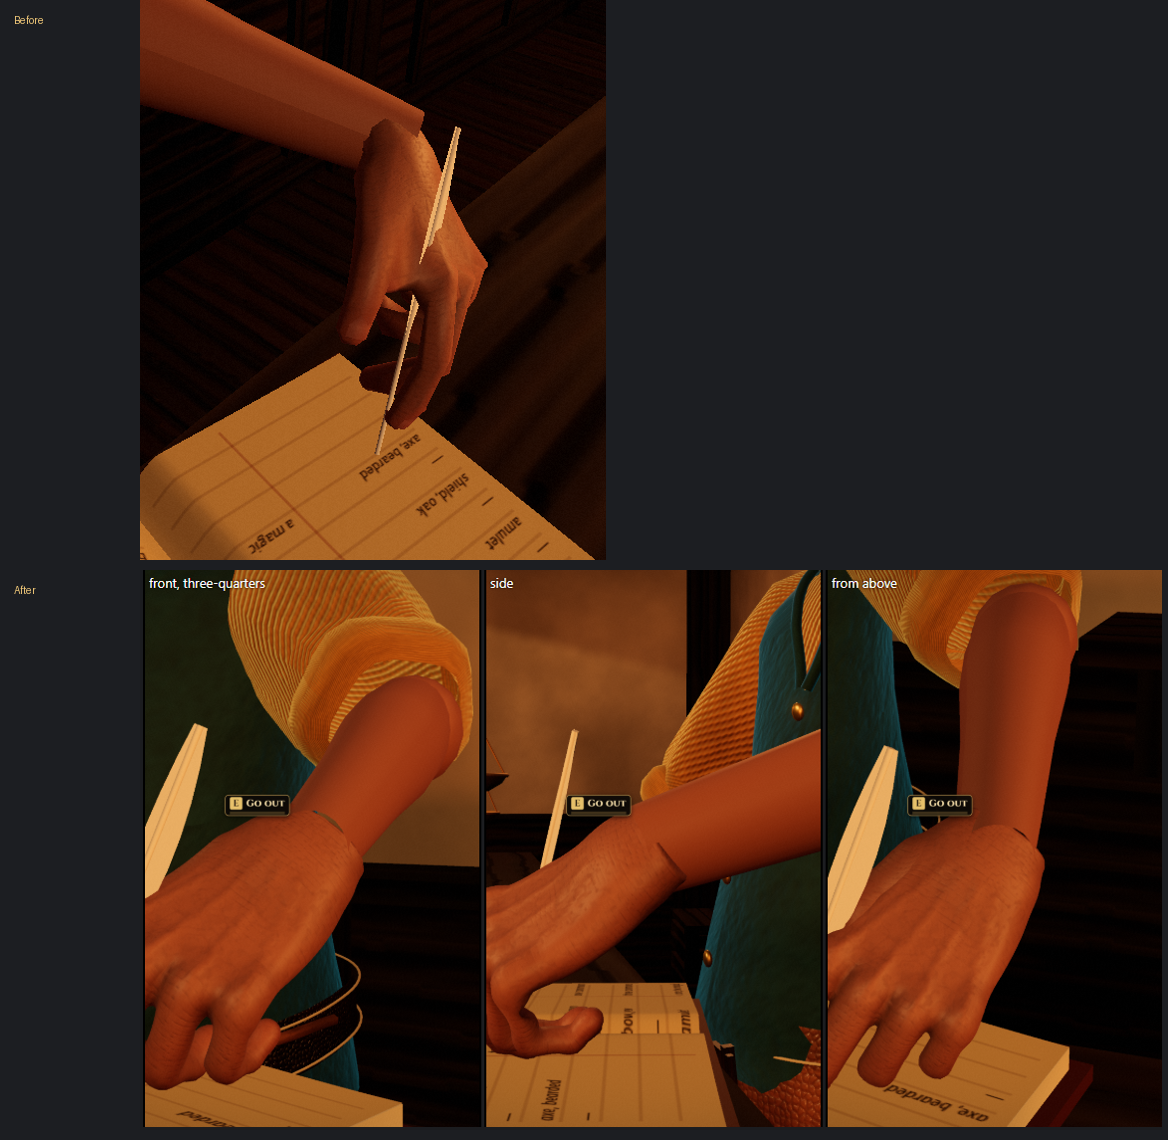 Before
axe, bearded
shield, oak
a magic
amulet
After
front, three-quarters
side
from above
E GO OUT
E GO OUT
E GO OUT
axe, bearded
bearded
axe, bearded